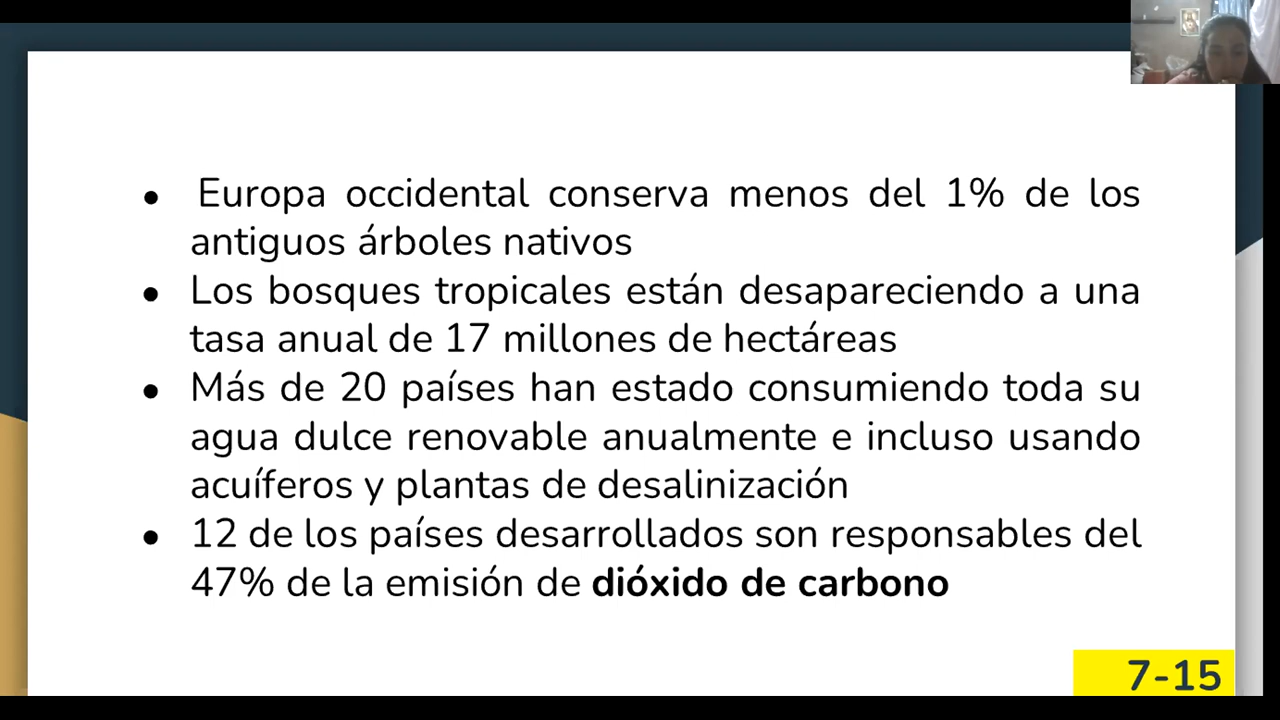 ● Europa occidental conserva menos del 1% de los
antiguos árboles nativos
● Los bosques tropicales están desapareciendo a una
tasa anual de 17 millones de hectáreas
● Más de 20 países han estado consumiendo toda su
agua dulce renovable anualmente e incluso usando
acuíferos y plantas de desalinización
● 12 de los países desarrollados son responsables del
47% de la emisión de dióxido de carbono
7-15